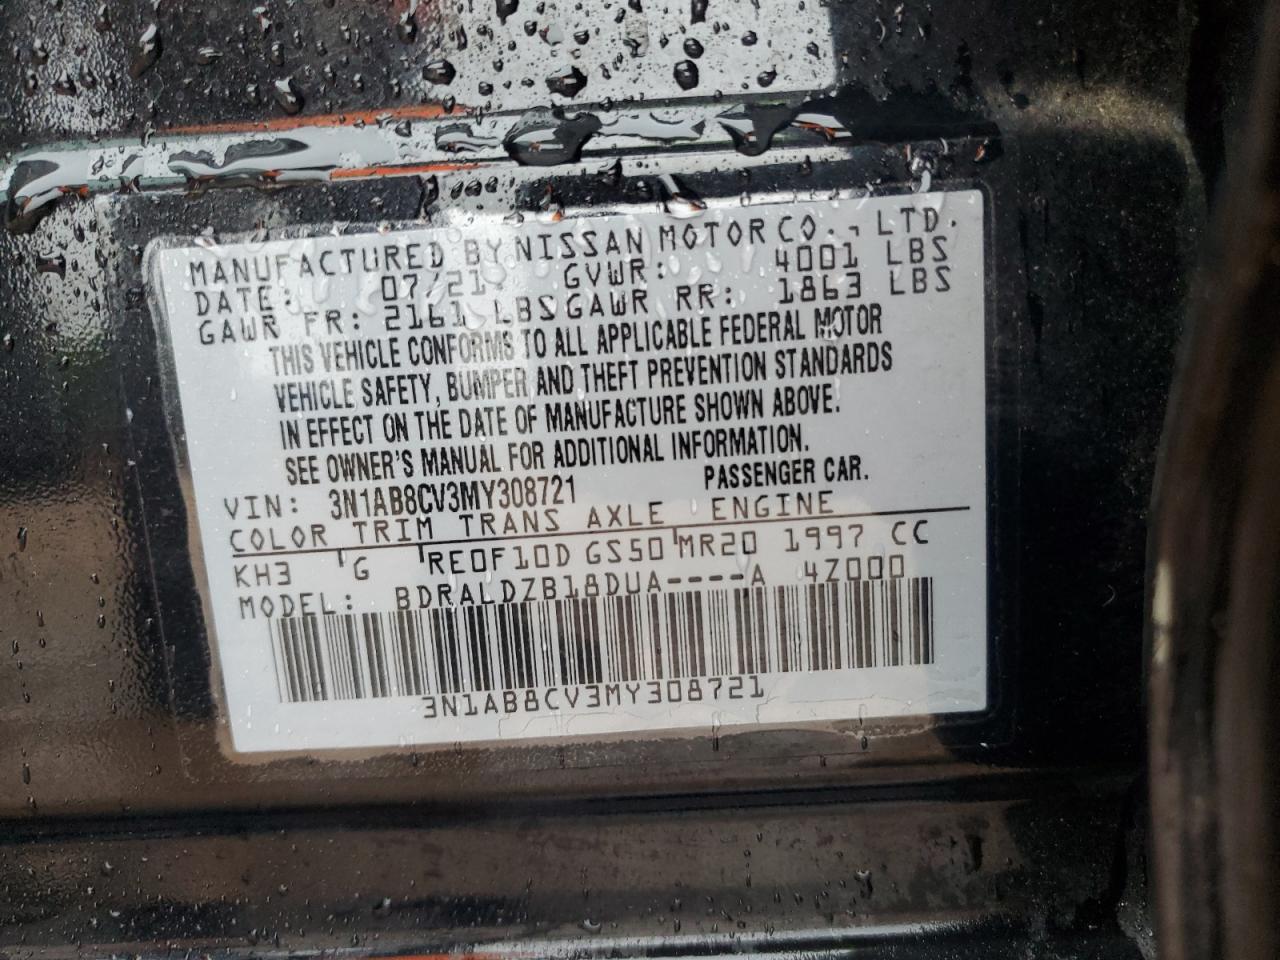 MANUFACTURED BY NISSAN MOTOR CO., LTD.
DATE: 07/21 GVWR: 4001 LBS
GAWR FR: 2161 LBS GAWR RR: 1863 LBS
THIS VEHICLE CONFORMS TO ALL APPLICABLE FEDERAL MOTOR
VEHICLE SAFETY, BUMPER AND THEFT PREVENTION STANDARDS
IN EFFECT ON THE DATE OF MANUFACTURE SHOWN ABOVE.
SEE OWNER'S MANUAL FOR ADDITIONAL INFORMATION.
VIN: 3N1AB8CV3MY308721 PASSENGER CAR.
COLOR TRIM TRANS AXLE ENGINE
KH3 G RE0F10D GS50 MR20 1997 CC
MODEL: BDRALDZB18DUA----A 4Z000
3N1AB8CV3MY308721